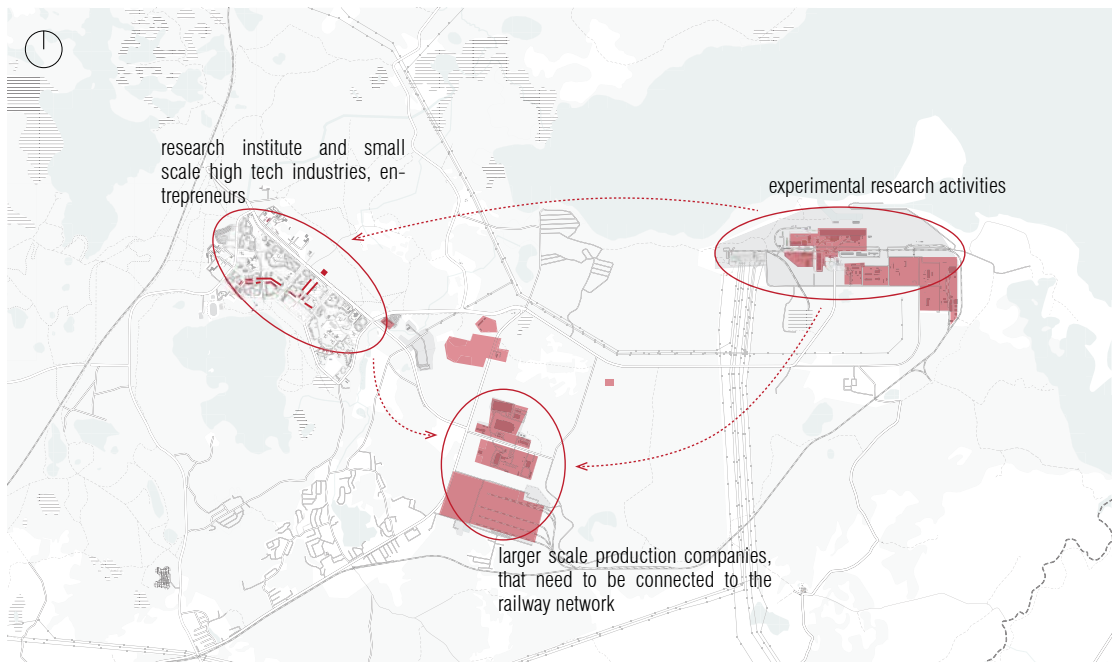 research institute and small
scale high tech industries, en-
trepreneurs
experimental research activities
larger scale production companies,
that need to be connected to the
railway network